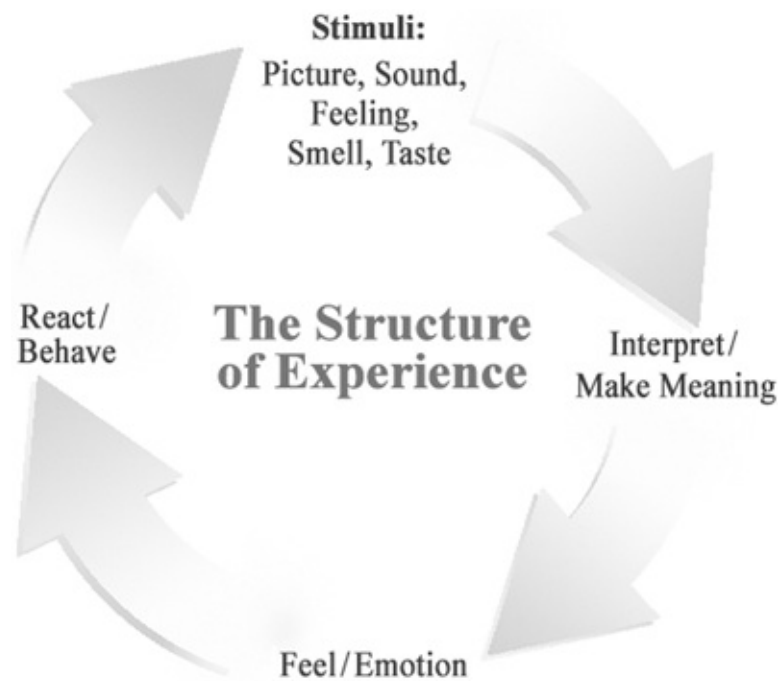 Stimuli:
Picture, Sound,
Feeling,
Smell, Taste
React/
Behave
The Structure
of Experience
Interpret/
Make Meaning
Feel/Emotion